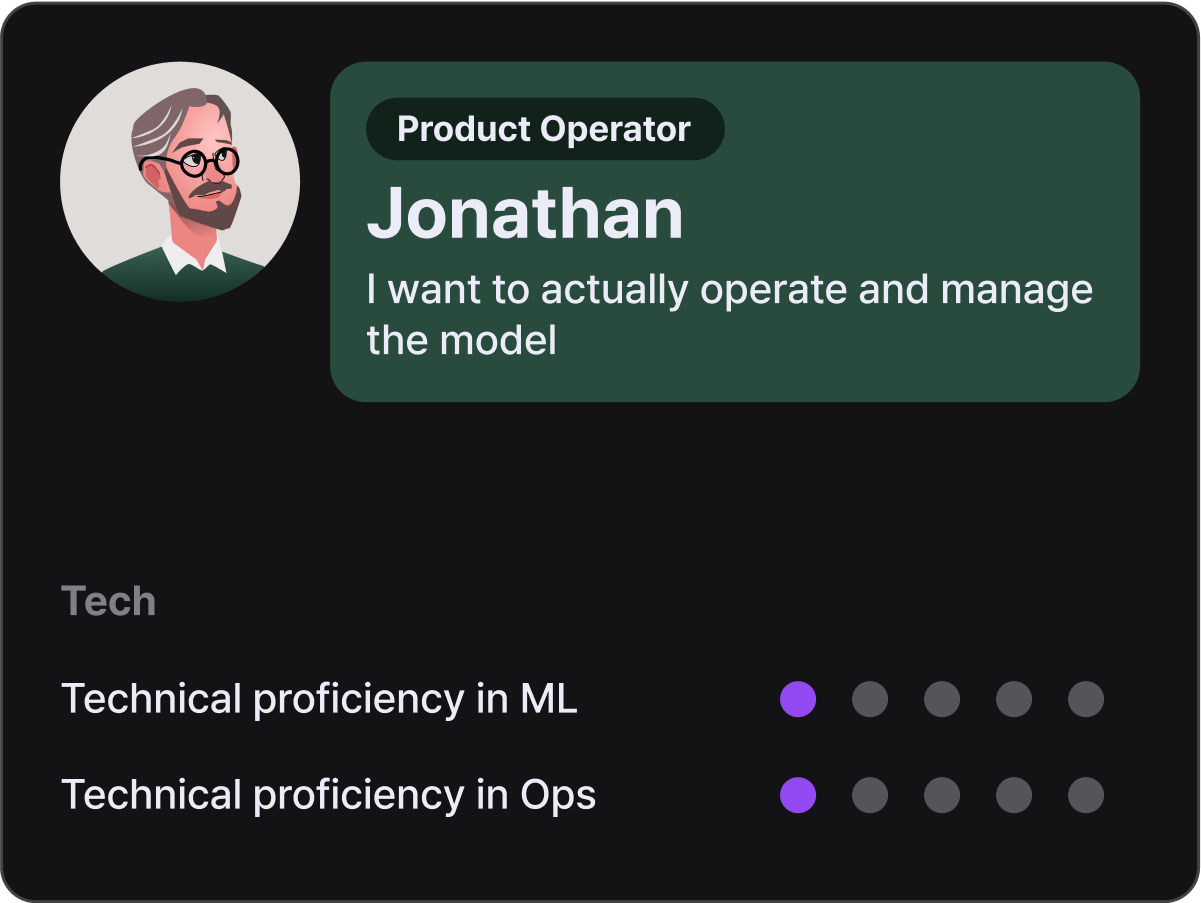 Product Operator
Jonathan
I want to actually operate and manage
the model
Tech
Technical proficiency in ML
Technical proficiency in Ops